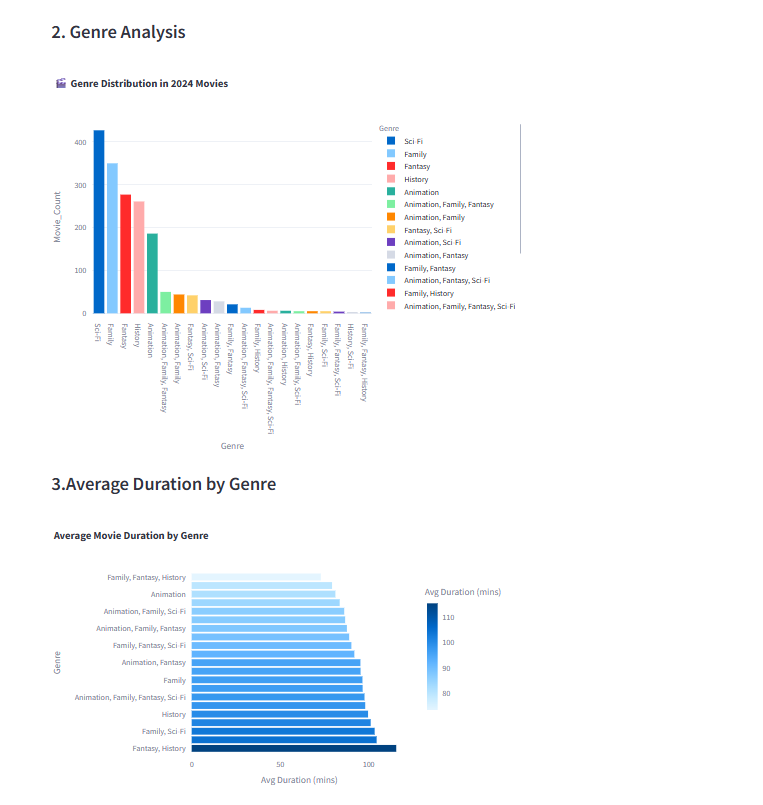 2. Genre Analysis
Genre Distribution in 2024 Movies
Movie_Count
400
300
200
100
0
Sci-Fi
Family
Fantasy
History
Animation
Animation, Family, Fantasy
Animation, Family
Fantasy, Sci-Fi
Animation, Sci-Fi
Animation, Fantasy
Family, Fantasy
Animation, Fantasy, Sci-Fi
Family, History
Animation, Family, Fantasy, Sci-Fi
Animation, History
Animation, Family, Sci-Fi
Fantasy, History
Family, Sci-Fi
Family, Fantasy, Sci-Fi
History, Sci-Fi
Family, Fantasy, History
Genre
Genre
Sci-Fi
Family
Fantasy
History
Animation
Animation, Family, Fantasy
Animation, Family
Fantasy, Sci-Fi
Animation, Sci-Fi
Animation, Fantasy
Family, Fantasy
Animation, Fantasy, Sci-Fi
Family, History
Animation, Family, Fantasy, Sci-Fi
3.Average Duration by Genre
Average Movie Duration by Genre
Genre
Family, Fantasy, History
Animation
Animation, Family, Sci-Fi
Animation, Family, Fantasy
Family, Fantasy, Sci-Fi
Animation, Fantasy
Family
Animation, Family, Fantasy, Sci-Fi
History
Family, Sci-Fi
Fantasy, History
0
50
100
Avg Duration (mins)
Avg Duration (mins)
110
100
90
80